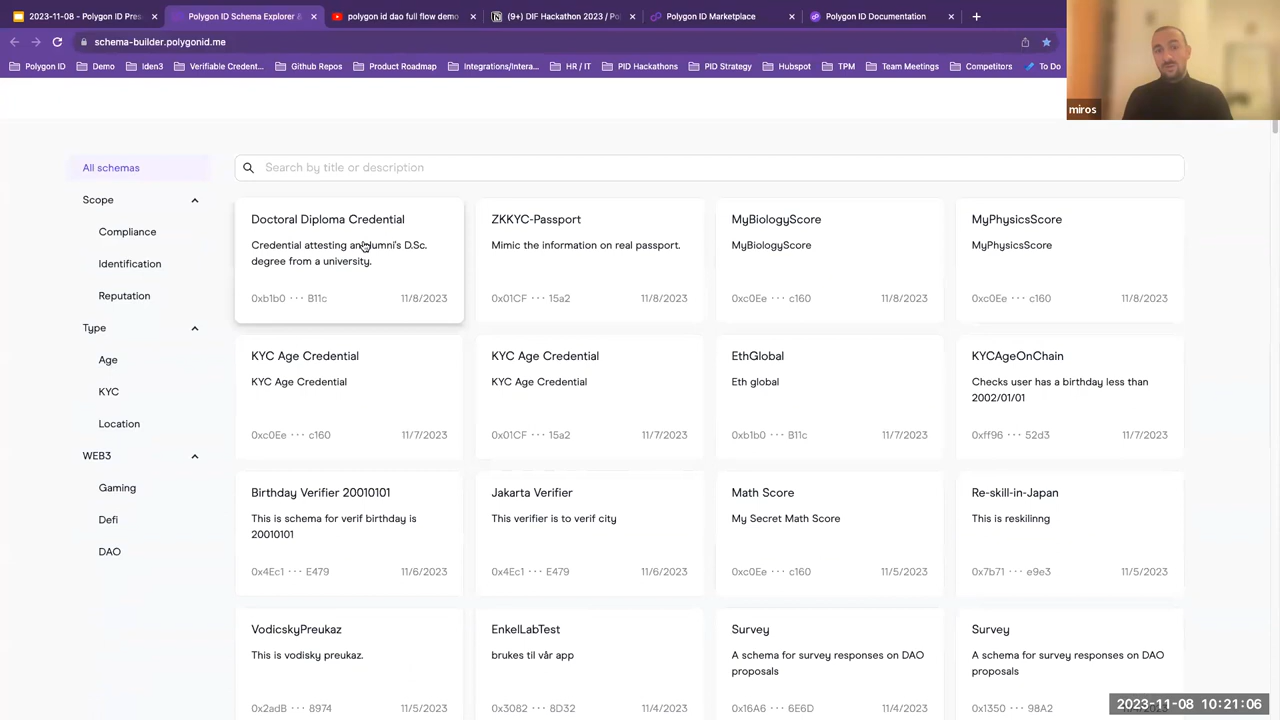 2023-11-08 - Polygon ID Pres
Polygon ID Schema Explorer &
polygon id dao full flow demo
(9+) DIF Hackathon 2023 / Po
Polygon ID Marketplace
Polygon ID Documentation
schema-builder.polygonid.me
Polygon ID
Demo
Iden3
Verifiable Credent...
Github Repos
Product Roadmap
Integrations/Intera...
HR / IT
PID Hackathons
PID Strategy
Hubspot
TPM
Team Meetings
Competitors
To Do
miros
All schemas
Search by title or description
Scope
Compliance
Identification
Reputation
Type
Age
KYC
Location
WEB3
Gaming
Defi
DAO
Doctoral Diploma Credential
Credential attesting an alumni's D.Sc.
degree from a university.
0xb1b0 ··· B11c
11/8/2023
ZKKYC-Passport
Mimic the information on real passport.
0x01CF ··· 15a2
11/8/2023
MyBiologyScore
MyBiologyScore
0xc0Ee ··· c160
11/8/2023
MyPhysicsScore
MyPhysicsScore
0xc0Ee ··· c160
11/8/2023
KYC Age Credential
KYC Age Credential
0xc0Ee ··· c160
11/7/2023
KYC Age Credential
KYC Age Credential
0x01CF ··· 15a2
11/7/2023
EthGlobal
Eth global
0xb1b0 ··· B11c
11/7/2023
KYCAgeOnChain
Checks user has a birthday less than
2002/01/01
0xff96 ··· 52d3
11/7/2023
Birthday Verifier 20010101
This is schema for verif birthday is
20010101
0x4Ec1 ··· E479
11/6/2023
Jakarta Verifier
This verifier is to verif city
0x4Ec1 ··· E479
11/6/2023
Math Score
My Secret Math Score
0xc0Ee ··· c160
11/5/2023
Re-skill-in-Japan
This is reskilinng
0x7b71 ··· e9e3
11/5/2023
VodicskyPreukaz
This is vodisky preukaz.
0x2adB ··· 8974
11/5/2023
EnkelLabTest
brukes til vår app
0x3082 ··· 8D32
11/4/2023
Survey
A schema for survey responses on DAO
proposals
0x16A6 ··· 6E6D
11/4/2023
Survey
A schema for survey responses on DAO
proposals
0x1350 ··· 98A2
2023-11-08 10:21:06